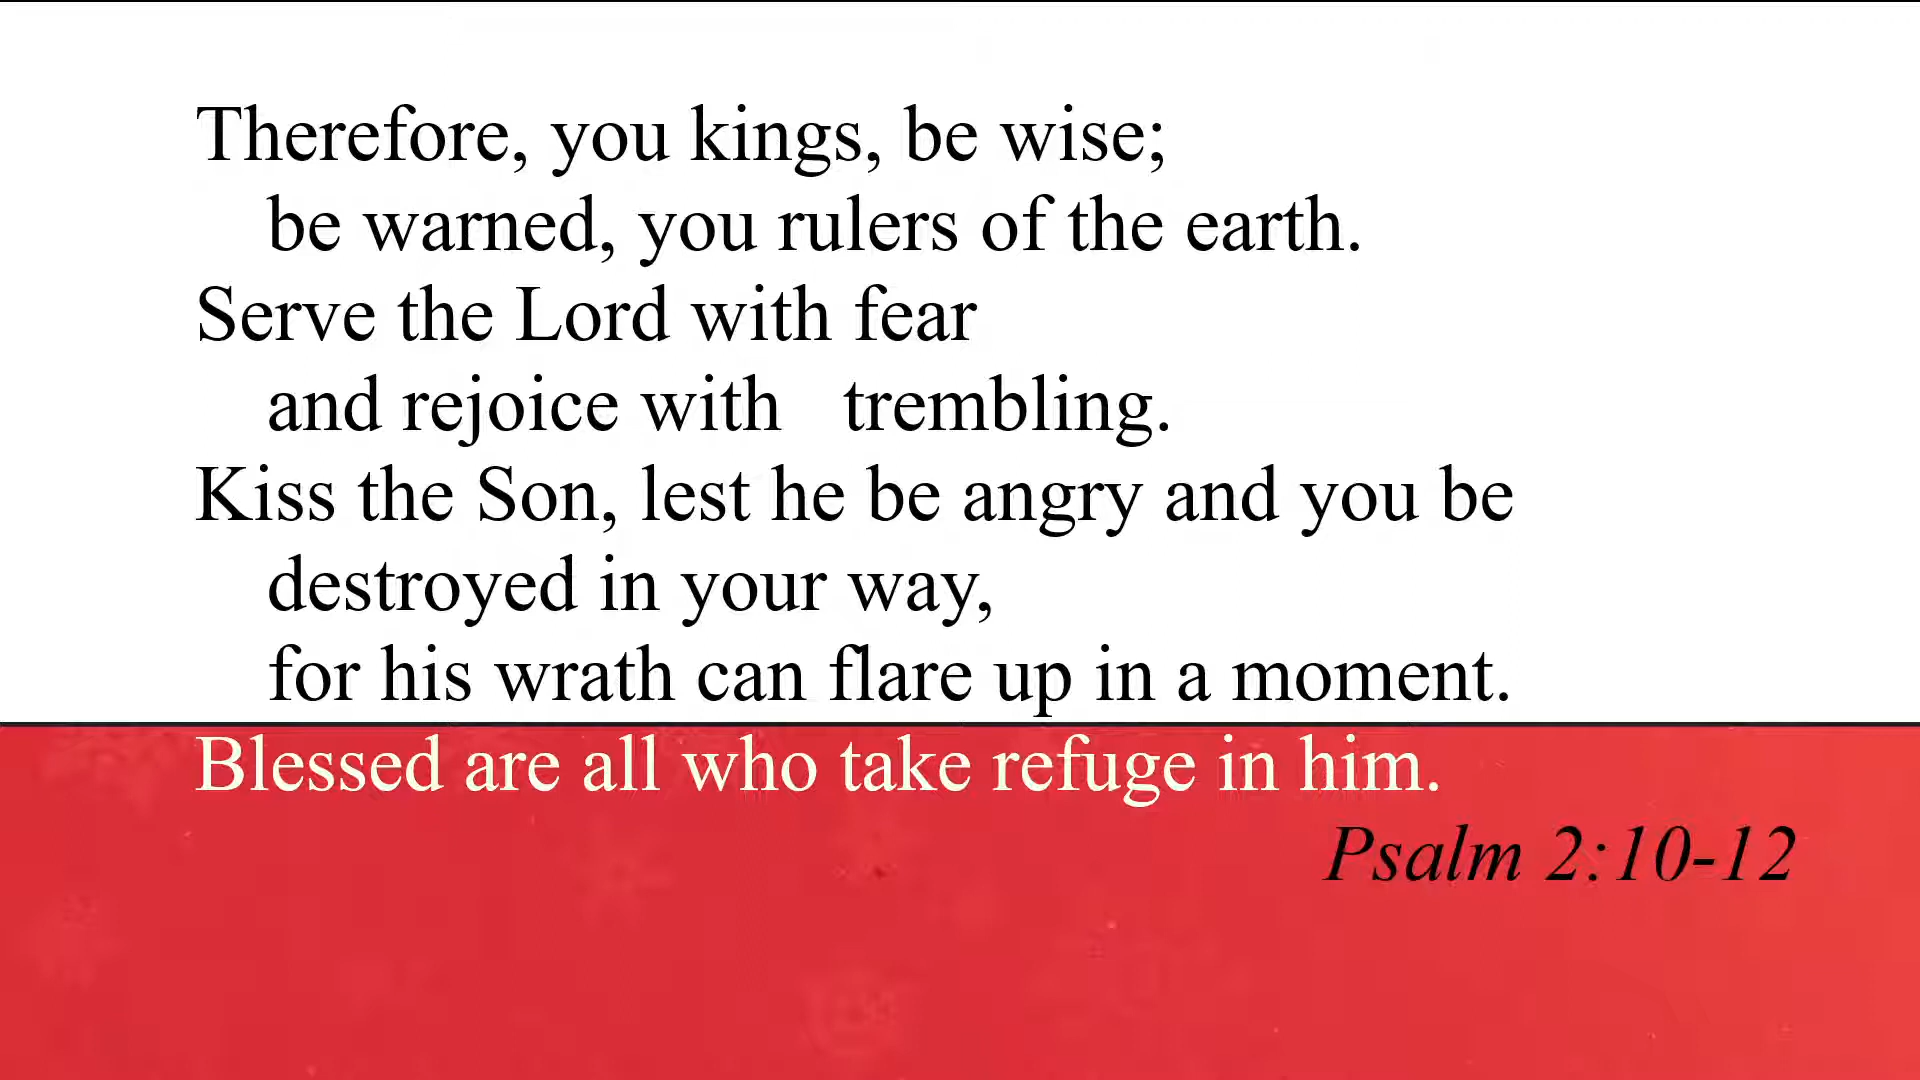 Therefore, you kings, be wise;
be warned, you rulers of the earth.
Serve the Lord with fear
and rejoice with trembling.
Kiss the Son, lest he be angry and you be
destroyed in your way,
for his wrath can flare up in a moment.
Blessed are all who take refuge in him.
Psalm 2:10-12